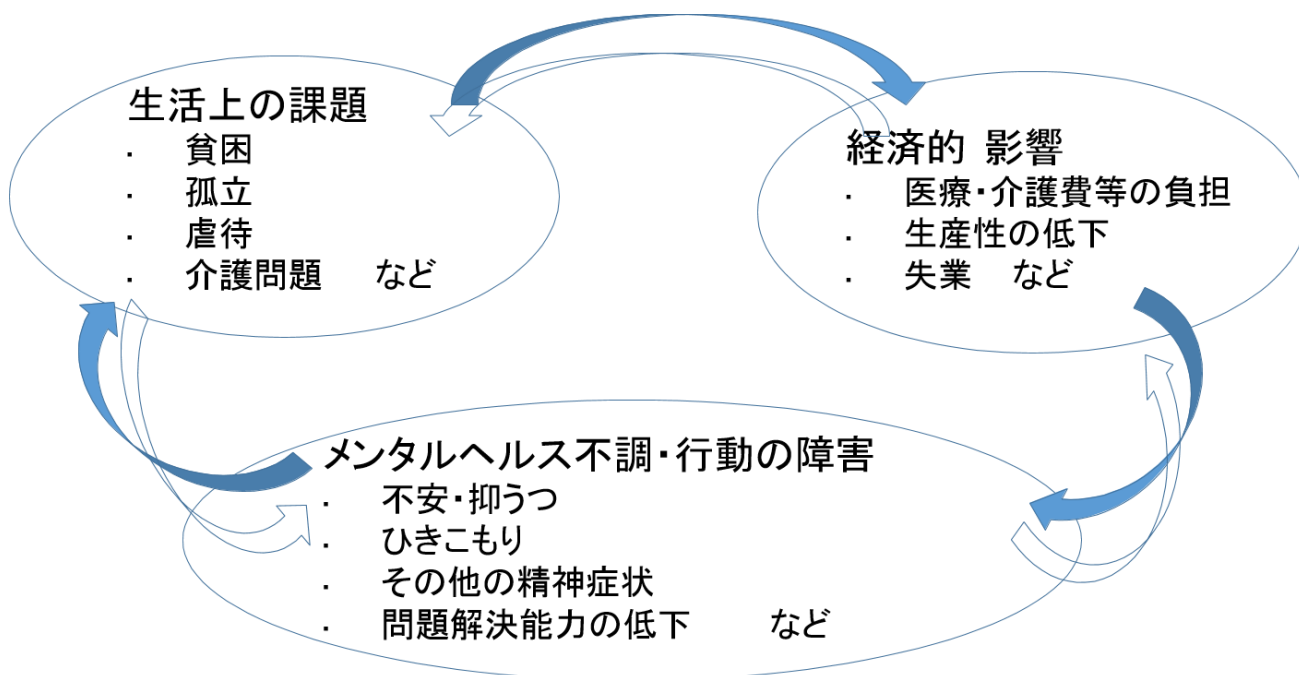 生活上の課題
・ 貧困
・ 孤立
・ 虐待
・ 介護問題 など
経済的 影響
・ 医療・介護費等の負担
・ 生産性の低下
・ 失業 など
メンタルヘルス不調・行動の障害
・ 不安・抑うつ
・ ひきこもり
・ その他の精神症状
・ 問題解決能力の低下 など